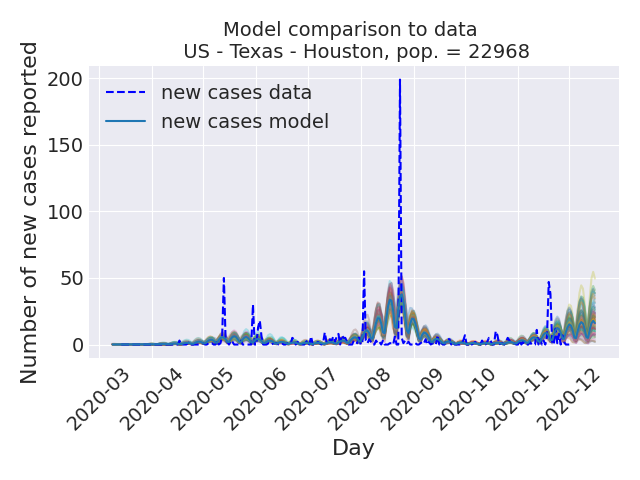 Model comparison to data
US - Texas - Houston, pop. = 22968
Number of new cases reported
200
150
100
50
0
new cases data
new cases model
2020-03
2020-04
2020-05
2020-06
2020-07
2020-08
2020-09
2020-10
2020-11
2020-12
Day